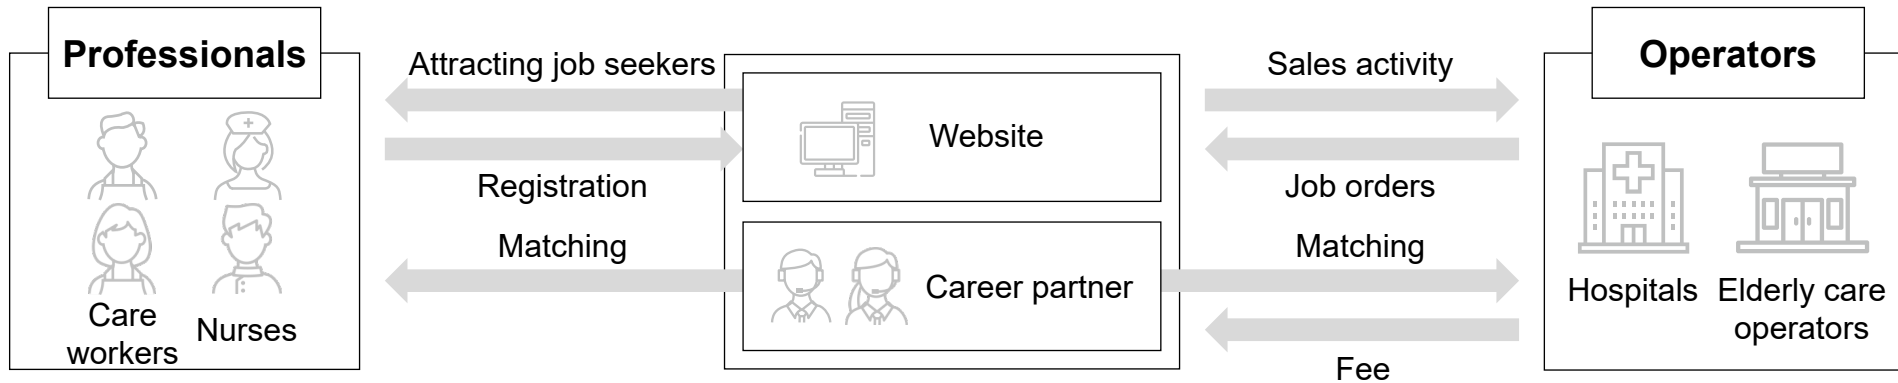 Professionals
Care
workers
Nurses
Attracting job seekers
Registration
Matching
Website
Career partner
Sales activity
Job orders
Matching
Fee
Operators
Hospitals
Elderly care
operators